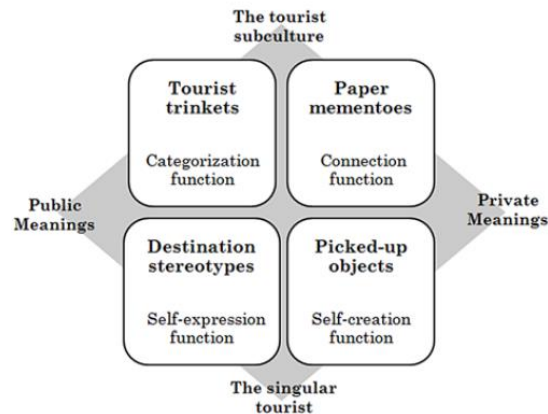 The tourist
subculture
Tourist
trinkets
Categorization
function
Paper
mementoes
Connection
function
Public
Meanings
Private
Meanings
Destination
stereotypes
Self-expression
function
Picked-up
objects
Self-creation
function
The singular
tourist